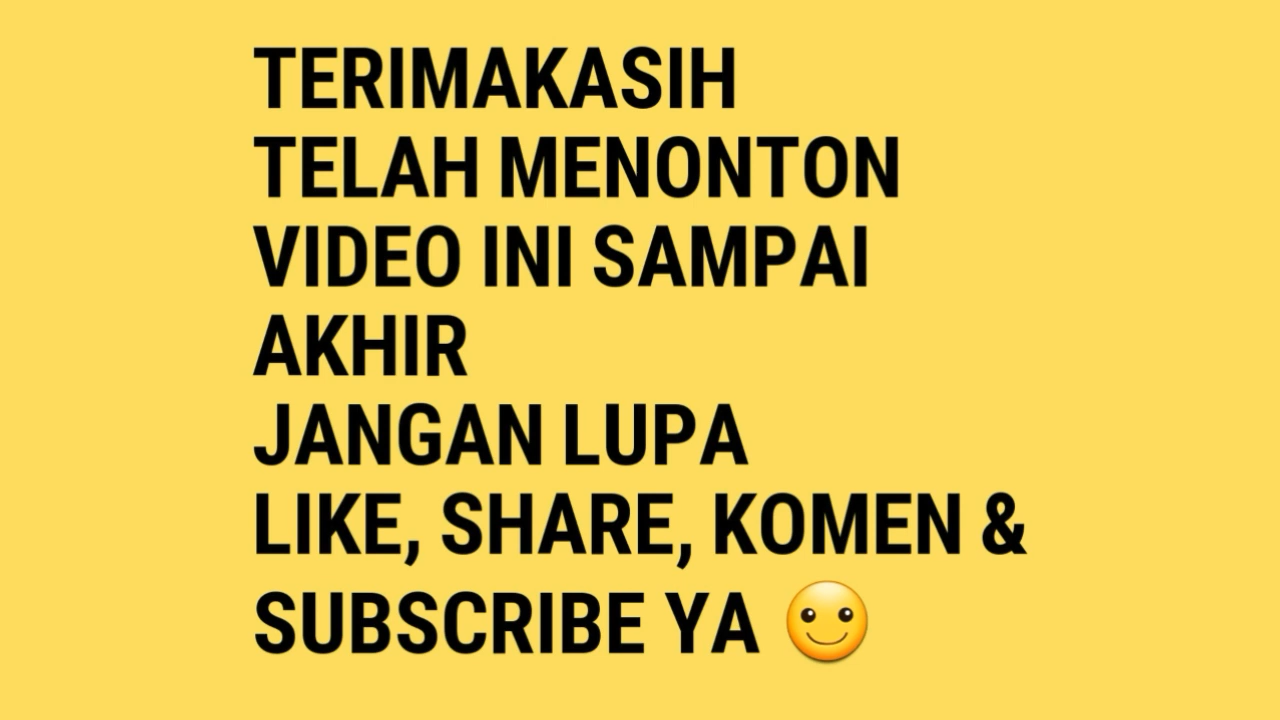 TERIMAKASIH
TELAH MENONTON
VIDEO INI SAMPAI
AKHIR
JANGAN LUPA
LIKE, SHARE, KOMEN &
SUBSCRIBE YA 🙂